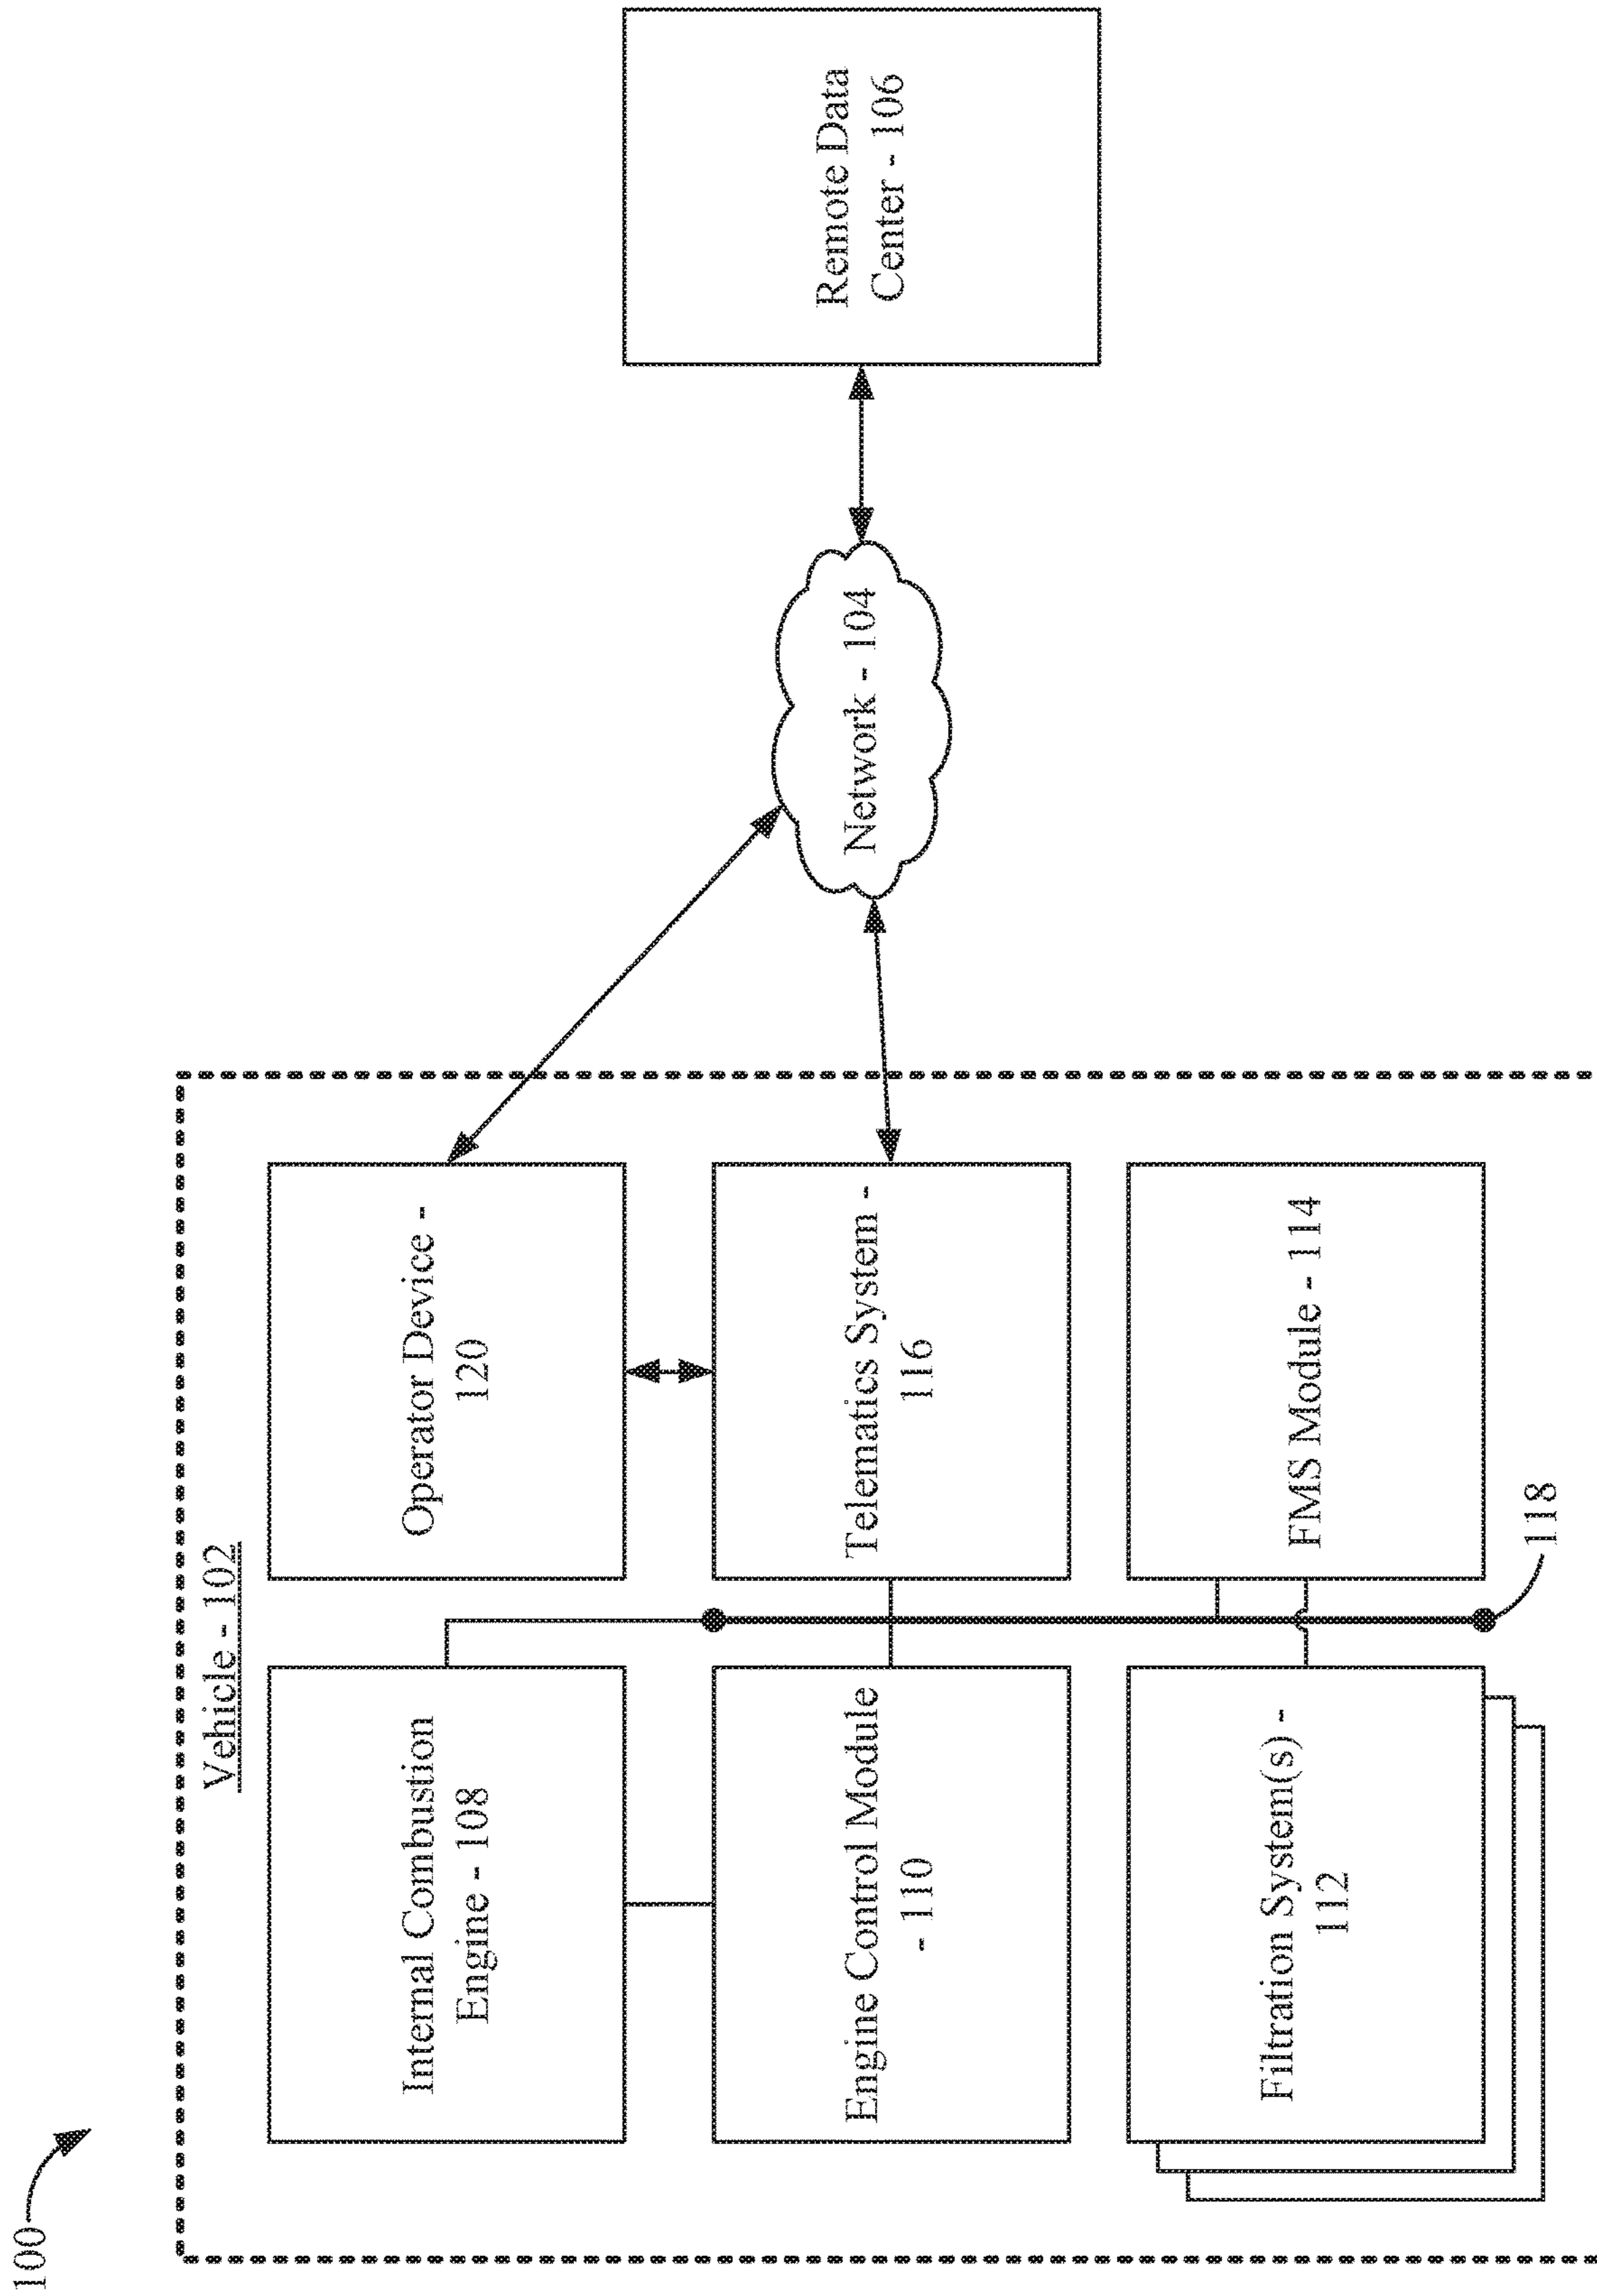 100
Vehicle - 102
Internal Combustion
Engine - 108
Operator Device -
120
Engine Control Module
- 110
Telematics System -
116
Filtration System(s) -
112
FMS Module - 114
118
Network - 104
Remote Data
Center - 106